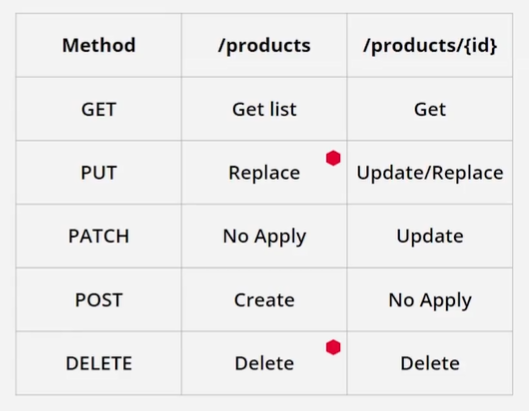 Method /products /products/{id}
GET Get list Get
PUT Replace Update/Replace
PATCH No Apply Update
POST Create No Apply
DELETE Delete Delete